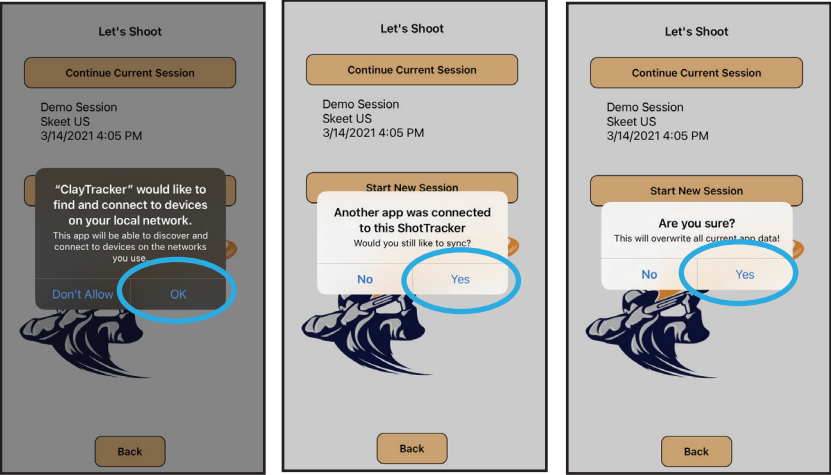 Let's Shoot
Continue Current Session
Demo Session
Skeet US
3/14/2021 4:05 PM
“ClayTracker” would like to
find and connect to devices
on your local network.
This app will be able to discover and
connect to devices on the networks
you use.
Don't Allow
OK
Back
Let's Shoot
Continue Current Session
Demo Session
Skeet US
3/14/2021 4:05 PM
Start New Session
Another app was connected
to this ShotTracker
Would you still like to sync?
No
Yes
Back
Let's Shoot
Continue Current Session
Demo Session
Skeet US
3/14/2021 4:05 PM
Start New Session
Are you sure?
This will overwrite all current app data!
No
Yes
Back